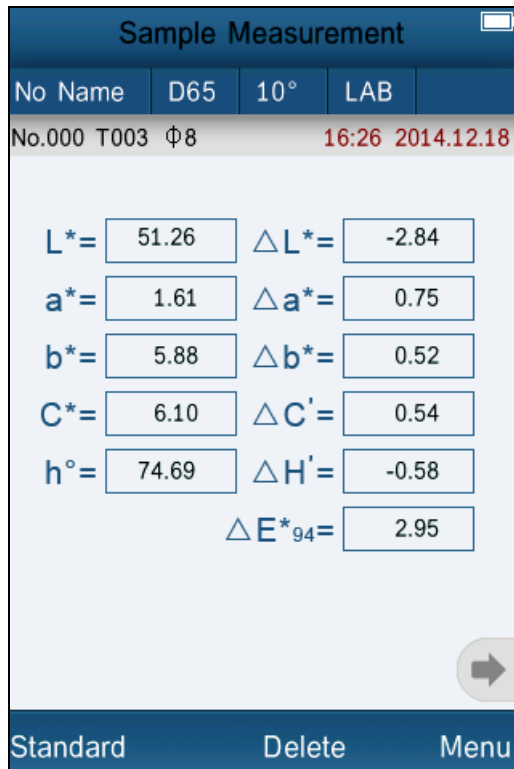 Sample Measurement
No Name D65 10° LAB
No.000 T003 Φ8 16:26 2014.12.18
L*= 51.26 △L*= -2.84
a*= 1.61 △a*= 0.75
b*= 5.88 △b*= 0.52
C*= 6.10 △C'= 0.54
h°= 74.69 △H'= -0.58
△E*94= 2.95
Standard Delete Menu